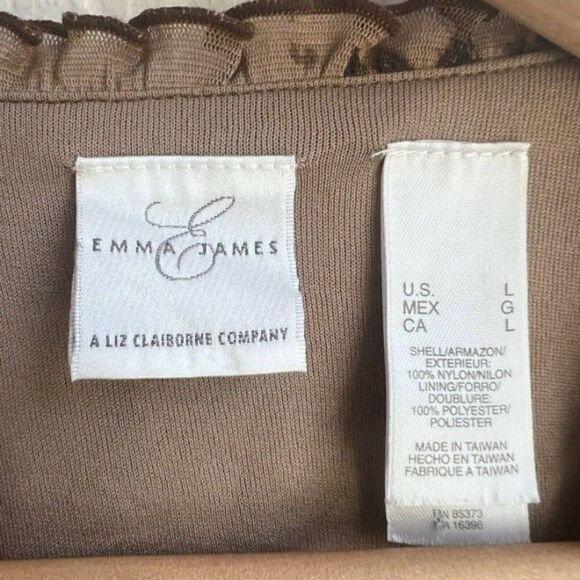 E
EMMA JAMES
A LIZ CLAIBORNE COMPANY
U.S. L
MEX G
CA L
SHELL/ARMAZON/
EXTERIEUR:
100% NYLON/NILON
LINING/FORRO/
DOUBLURE:
100% POLYESTER/
POLIESTER
MADE IN TAIWAN
HECHO EN TAIWAN
FABRIQUE A TAIWAN
RN 85373
CA 16396